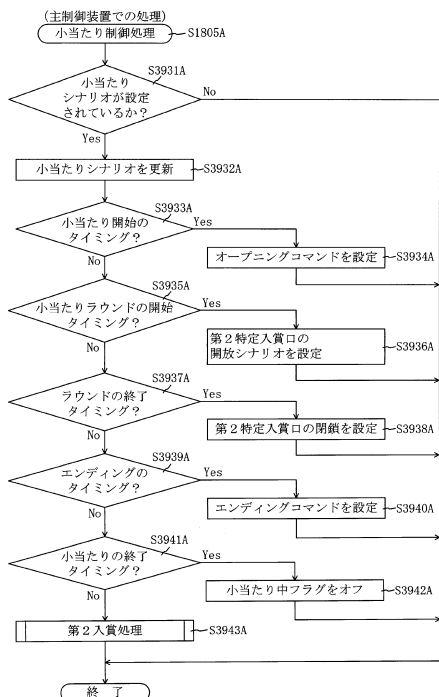 (主制御装置での処理)
小当たり制御処理
S1805A
S3931A
小当たり
シナリオが設定
されているか？
No
Yes
小当たりシナリオを更新
S3932A
S3933A
小当たり開始の
タイミング？
Yes
No
オープニングコマンドを設定
S3934A
S3935A
小当たりラウンドの開始
タイミング？
Yes
No
第2特定入賞口の
開放シナリオを設定
S3936A
S3937A
ラウンドの終了
タイミング？
Yes
No
第2特定入賞口の閉鎖を設定
S3938A
S3939A
エンディングの
タイミング？
Yes
No
エンディングコマンドを設定
S3940A
S3941A
小当たりの終了
タイミング？
Yes
No
小当たり中フラグをオフ
S3942A
第2入賞処理
S3943A
終 了